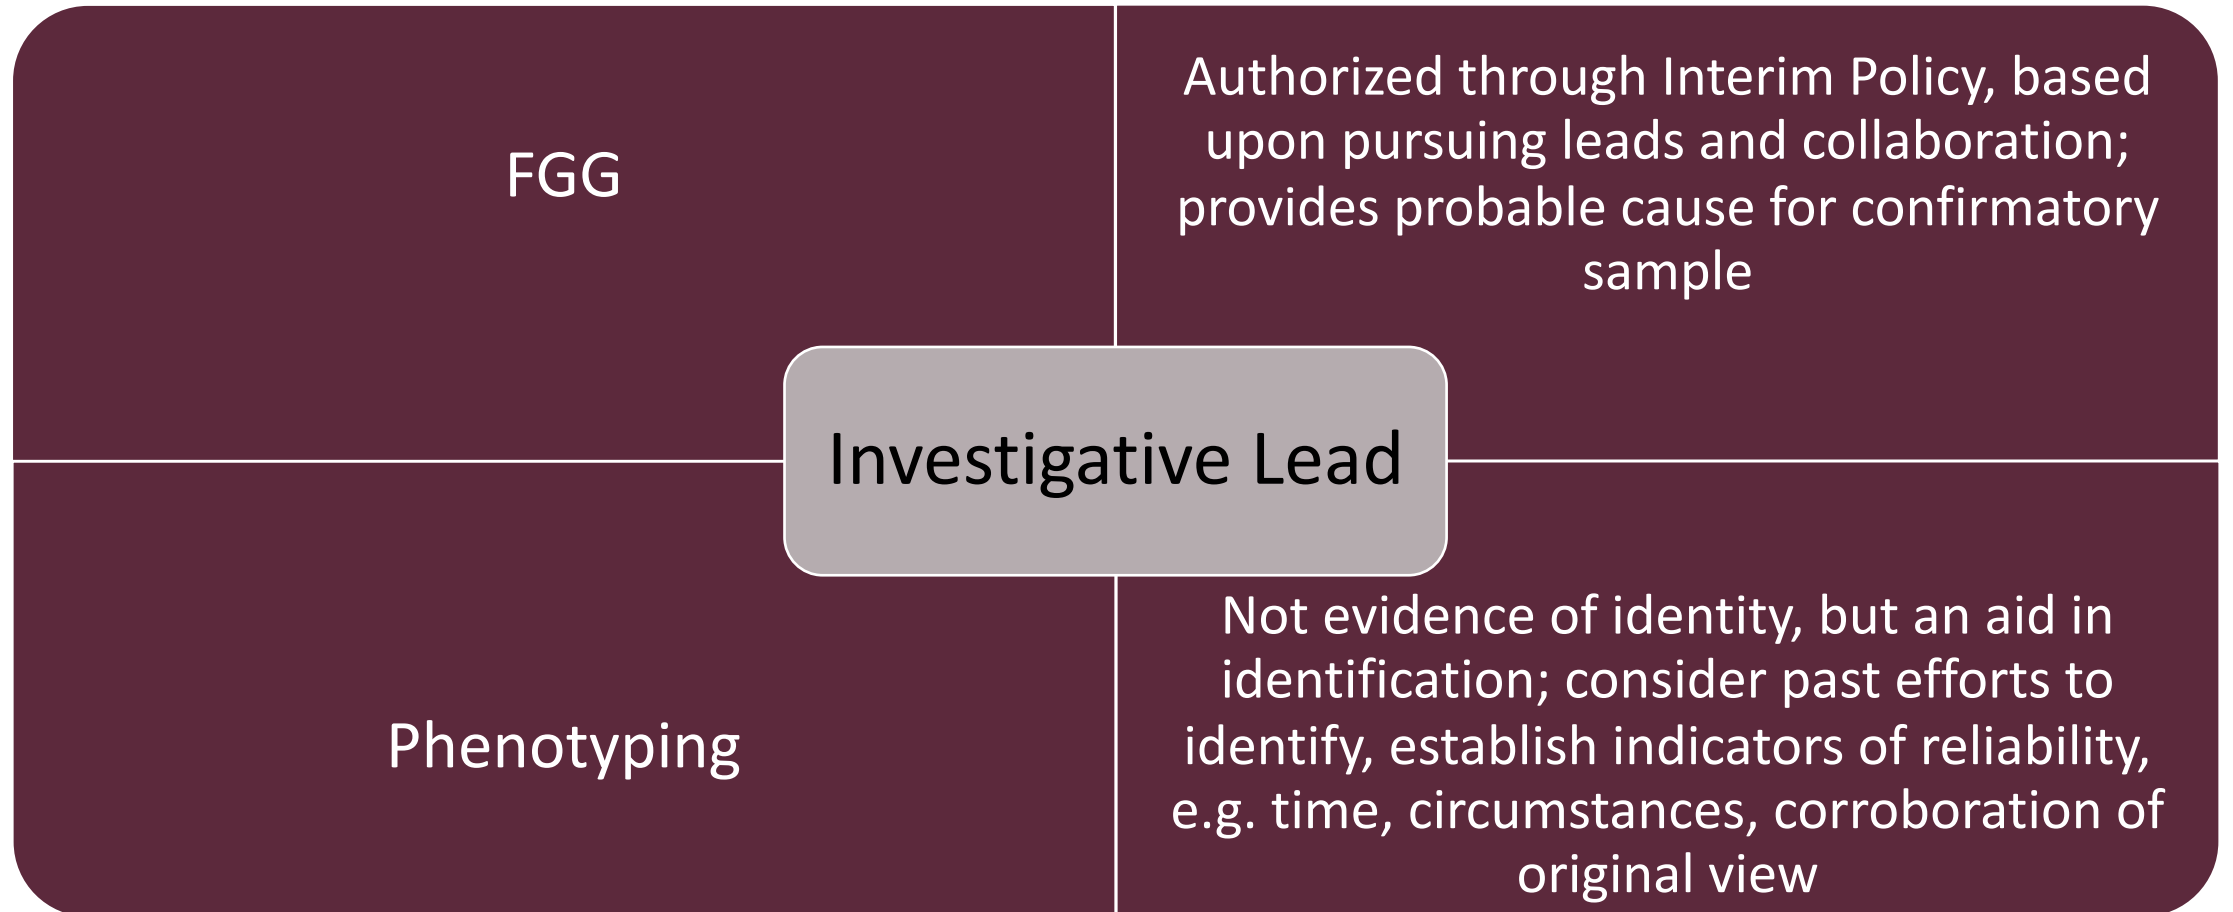 FGG
Authorized through Interim Policy, based
upon pursuing leads and collaboration;
provides probable cause for confirmatory
sample
Investigative Lead
Phenotyping
Not evidence of identity, but an aid in
identification; consider past efforts to
identify, establish indicators of reliability,
e.g. time, circumstances, corroboration of
original view